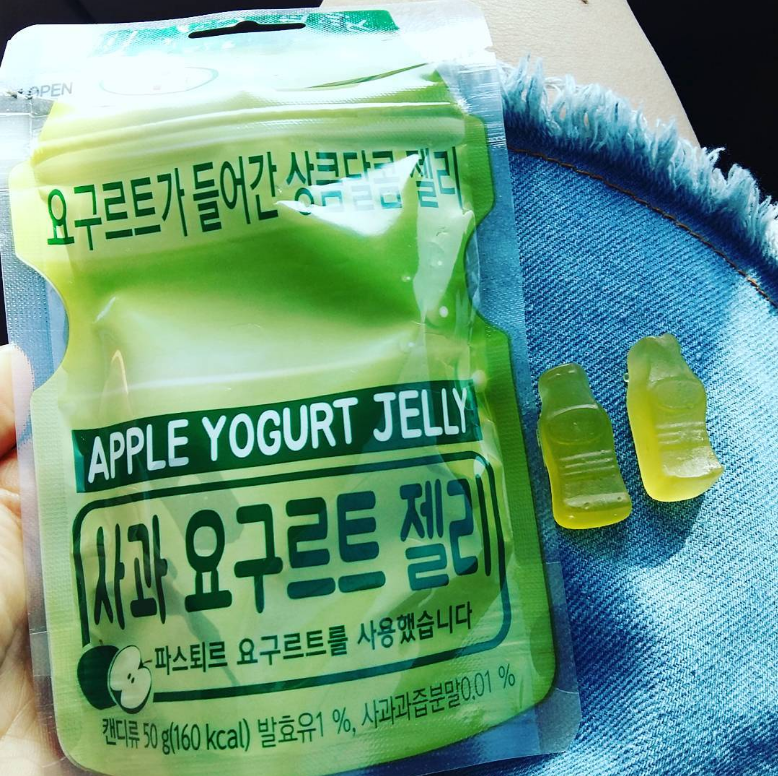 OPEN
요구르트가 들어간 상큼달콤 젤리
APPLE YOGURT JELLY
사과 요구르트 젤리
파스퇴르 요구르트를 사용했습니다
캔디류 50 g(160 kcal) 발효유1 %, 사과과즙분말0.01 %